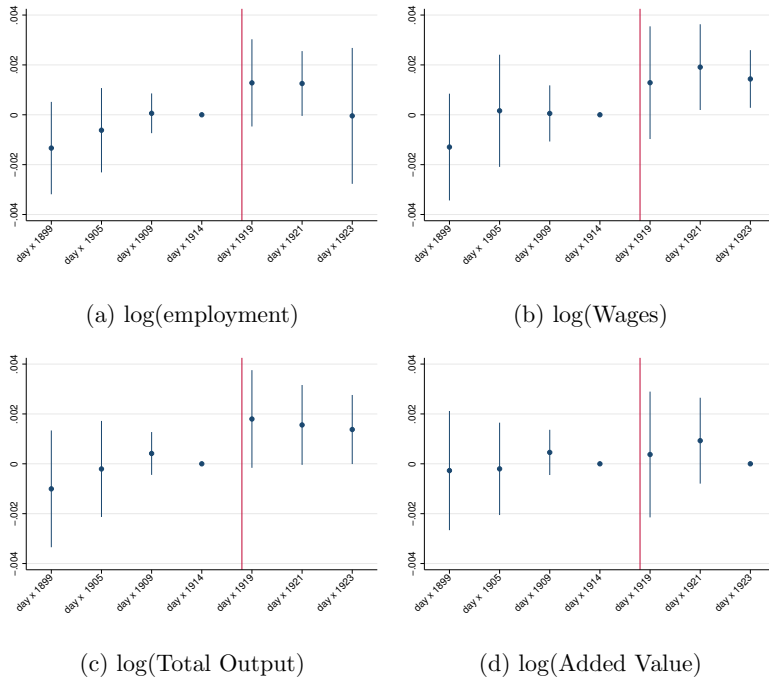 .004
.002
0
-.002
-.004
day x 1899
day x 1905
day x 1909
day x 1914
day x 1919
day x 1921
day x 1923
(a) log(employment)
.004
.002
0
-.002
-.004
day x 1899
day x 1905
day x 1909
day x 1914
day x 1919
day x 1921
day x 1923
(b) log(Wages)
.004
.002
0
-.002
-.004
day x 1899
day x 1905
day x 1909
day x 1914
day x 1919
day x 1921
day x 1923
(c) log(Total Output)
.004
.002
0
-.002
-.004
day x 1899
day x 1905
day x 1909
day x 1914
day x 1919
day x 1921
day x 1923
(d) log(Added Value)